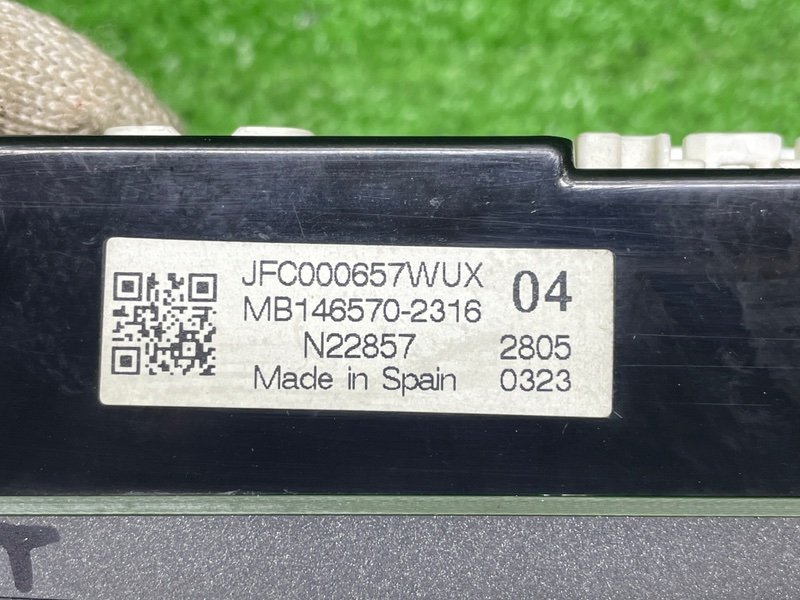 JFC000657WUX 04
MB146570-2316
N22857 2805
Made in Spain 0323
T